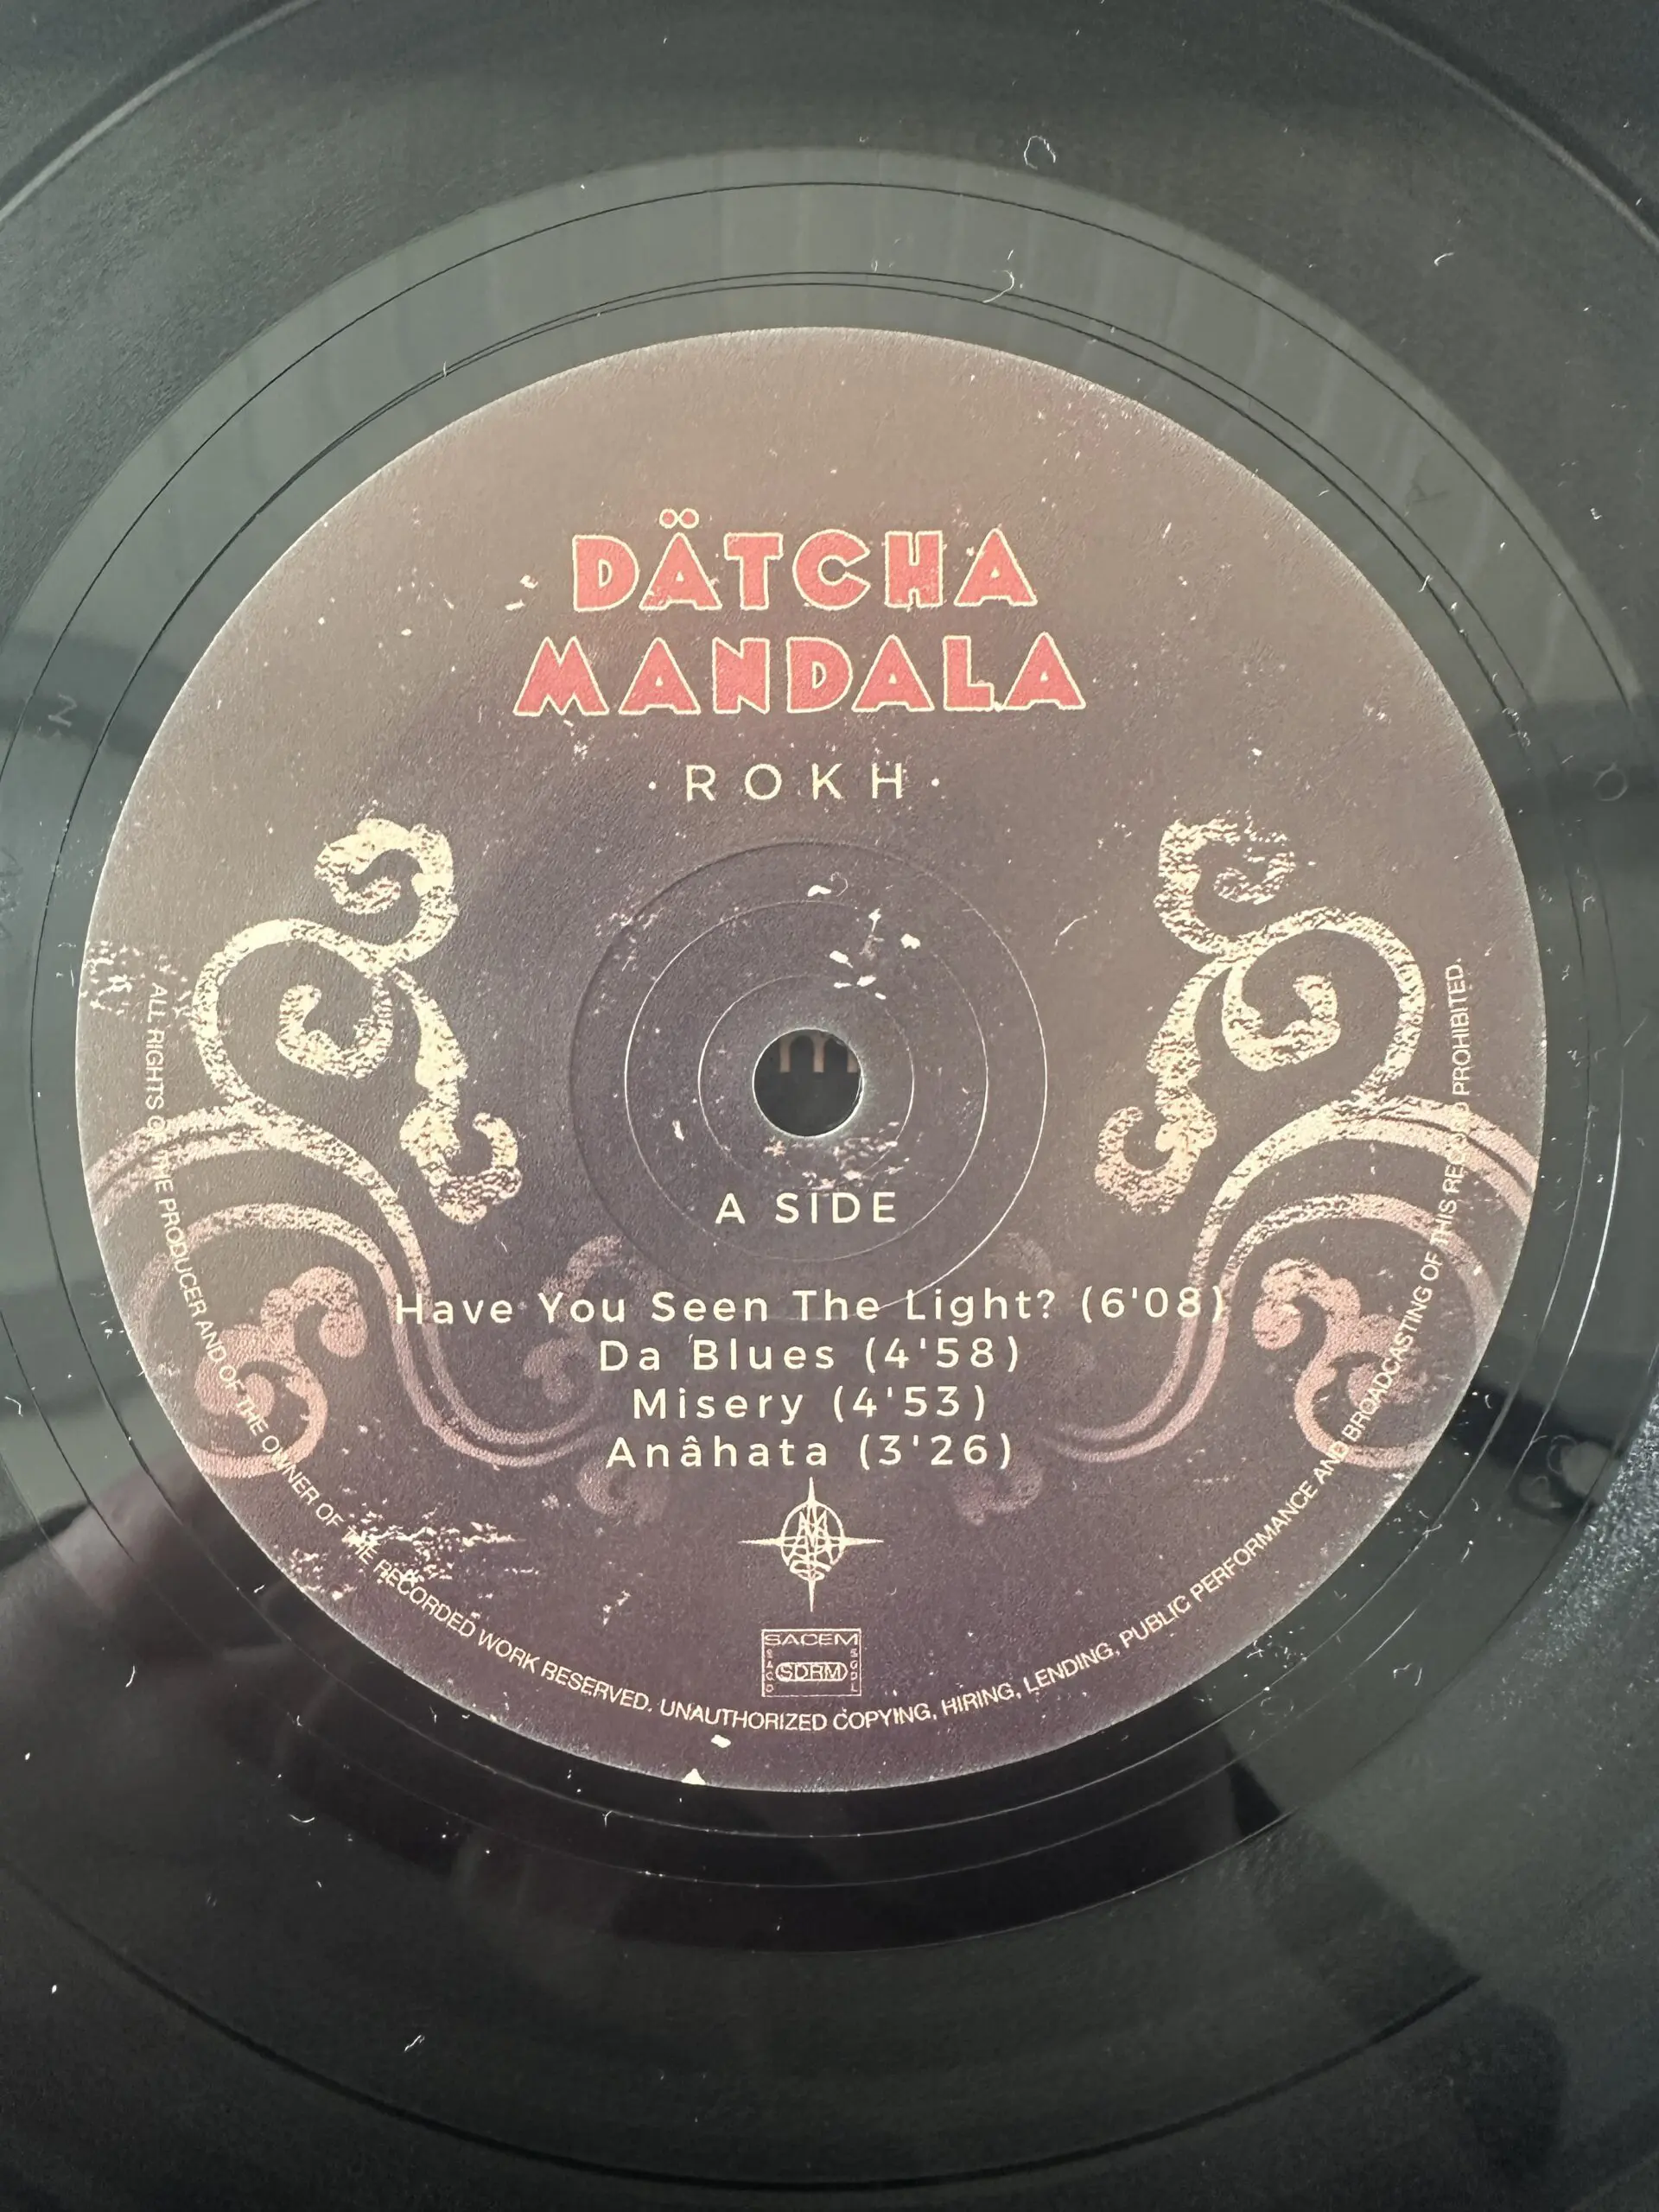 DÄTCHA
MANDALA
· ROKH ·
A SIDE
Have You Seen The Light? (6'08)
Da Blues (4'58)
Misery (4'53)
Anâhata (3'26)
SACEM
SACD SDRM SGDL
ALL RIGHTS OF THE PRODUCER AND OF THE OWNER OF THE RECORDED WORK RESERVED. UNAUTHORIZED COPYING, HIRING, LENDING, PUBLIC PERFORMANCE AND BROADCASTING OF THIS RECORD PROHIBITED.